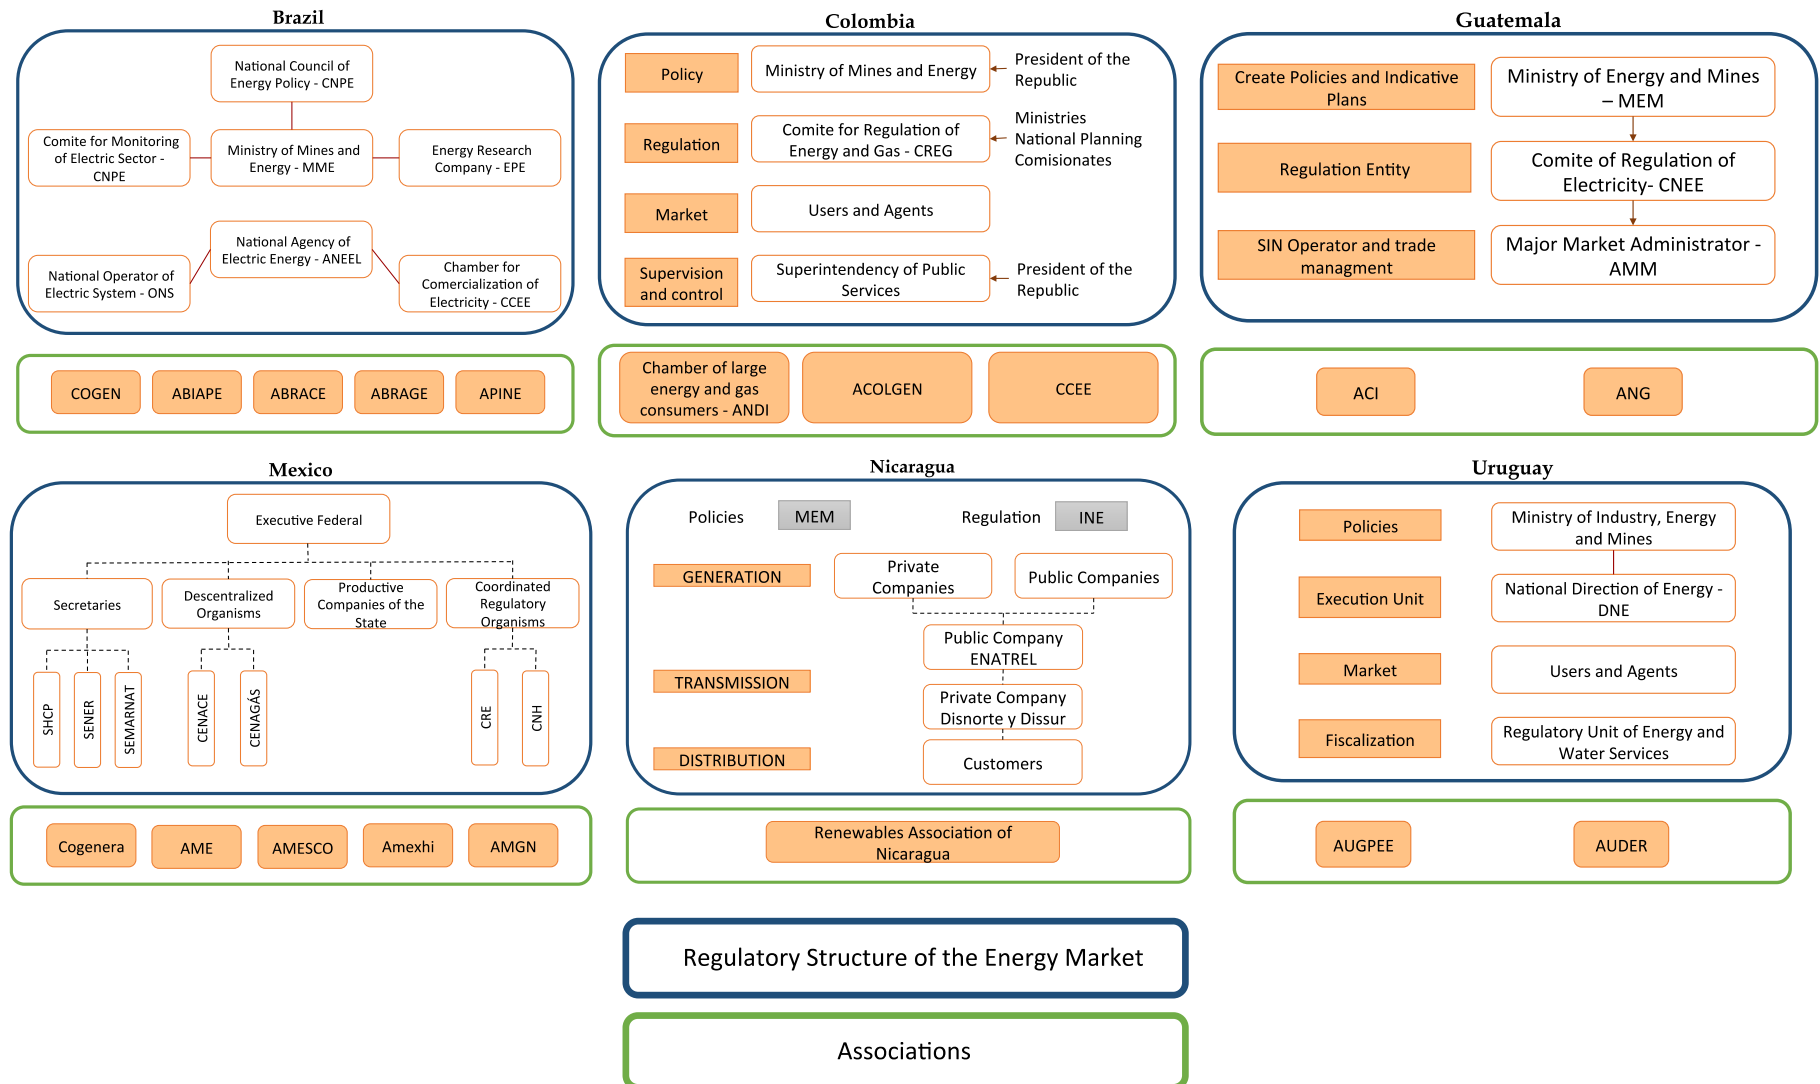 Brazil
National Council of
Energy Policy - CNPE
Comite for Monitoring
of Electric Sector -
CNPE
Ministry of Mines and
Energy - MME
Energy Research
Company - EPE
National Agency of
Electric Energy - ANEEL
National Operator of
Electric System - ONS
Chamber for
Comercialization of
Electricity - CCEE
COGEN
ABIAPE
ABRACE
ABRAGE
APINE
Colombia
Policy
Ministry of Mines and Energy
President of the
Republic
Regulation
Comite for Regulation of
Energy and Gas - CREG
Ministries
National Planning
Comisionates
Market
Users and Agents
Supervision
and control
Superintendency of Public
Services
President of the
Republic
Chamber of large
energy and gas
consumers - ANDI
ACOLGEN
CCEE
Guatemala
Create Policies and Indicative
Plans
Ministry of Energy and Mines
– MEM
Regulation Entity
Comite of Regulation of
Electricity- CNEE
SIN Operator and trade
managment
Major Market Administrator -
AMM
ACI
ANG
Mexico
Executive Federal
Secretaries
Descentralized
Organisms
Productive
Companies of the
State
Coordinated
Regulatory
Organisms
SHCP
SENER
SEMARNAT
CENACE
CENAGÁS
CRE
CNH
Cogenera
AME
AMESCO
Amexhi
AMGN
Nicaragua
Policies
MEM
Regulation
INE
GENERATION
Private
Companies
Public Companies
Public Company
ENATREL
TRANSMISSION
Private Company
Disnorte y Dissur
DISTRIBUTION
Customers
Renewables Association of
Nicaragua
Uruguay
Policies
Ministry of Industry, Energy
and Mines
Execution Unit
National Direction of Energy -
DNE
Market
Users and Agents
Fiscalization
Regulatory Unit of Energy and
Water Services
AUGPEE
AUDER
Regulatory Structure of the Energy Market
Associations